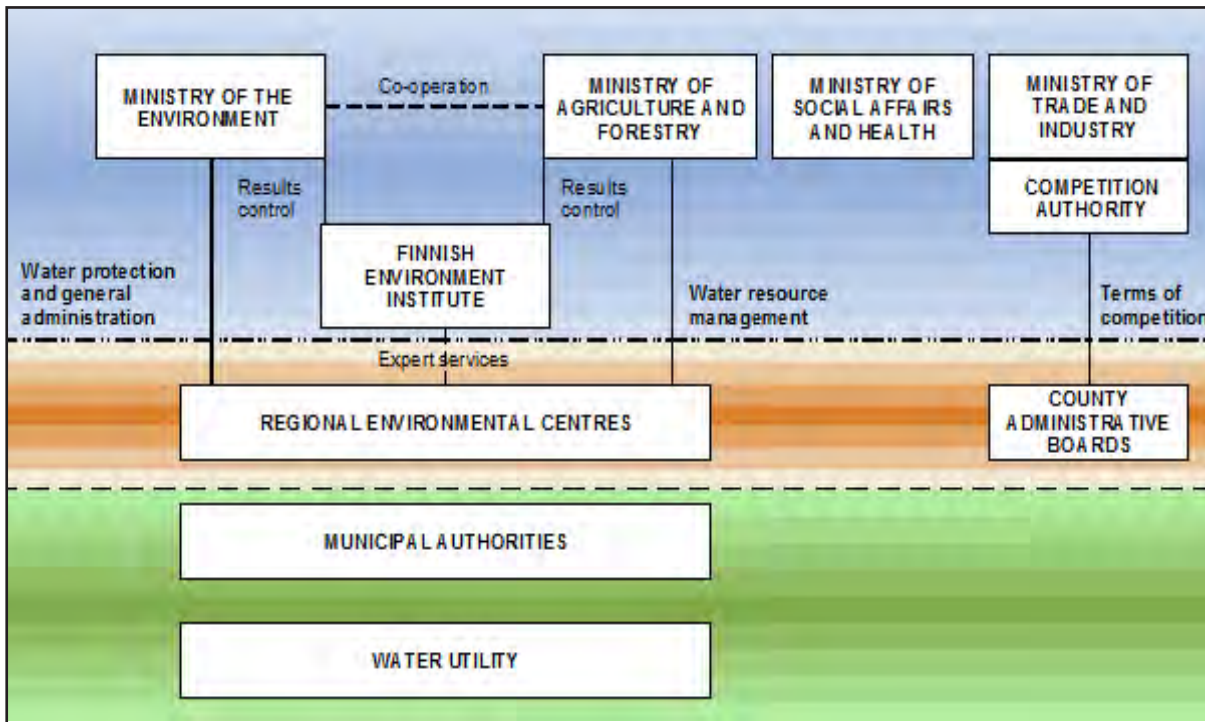 MINISTRY OF THE
ENVIRONMENT
Co-operation
MINISTRY OF
AGRICULTURE AND
FORESTRY
MINISTRY OF
SOCIAL AFFAIRS
AND HEALTH
MINISTRY OF
TRADE AND
INDUSTRY
COMPETITION
AUTHORITY
Results
control
Results
control
FINNISH
ENVIRONMENT
INSTITUTE
Water protection
and general
administration
Water resource
management
Terms of
competition
Expert services
REGIONAL ENVIRONMENTAL CENTRES
COUNTY
ADMINISTRATIVE
BOARDS
MUNICIPAL AUTHORITIES
WATER UTILITY